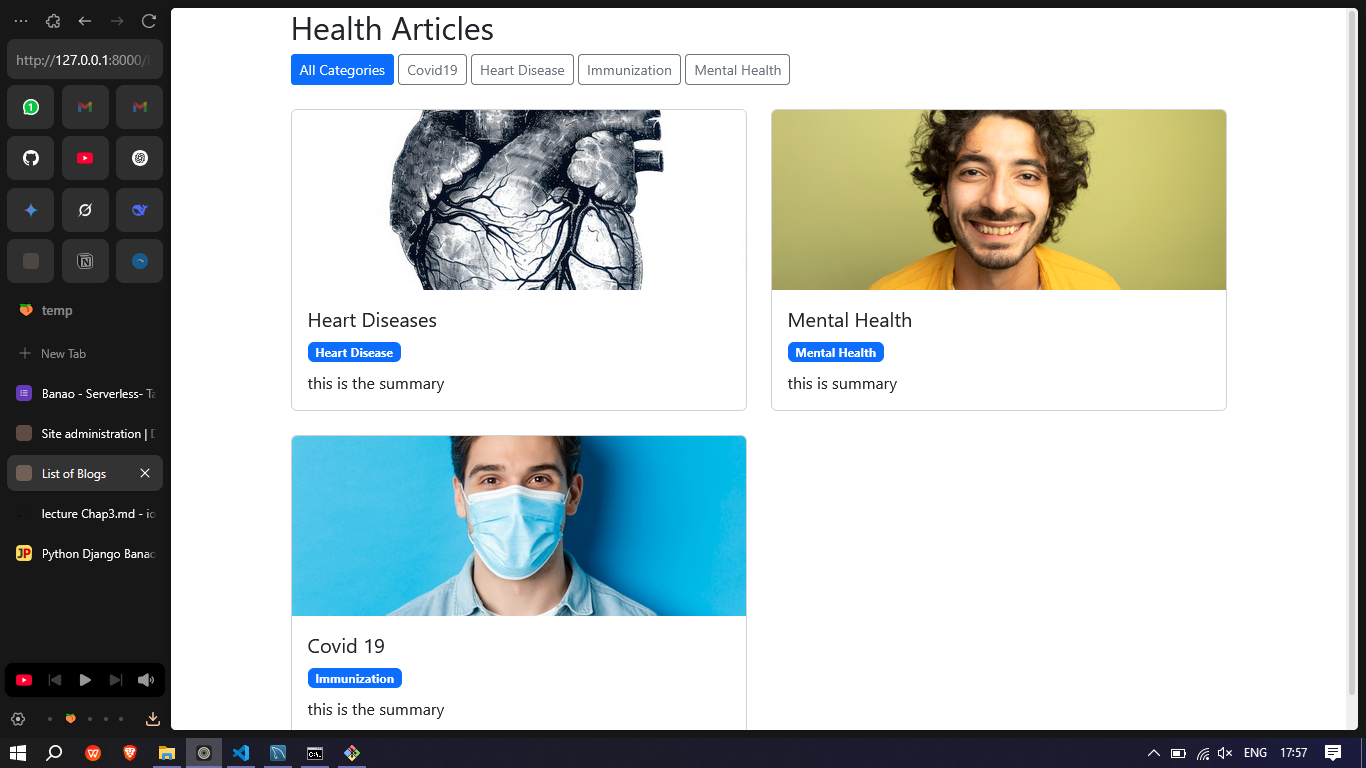 http://127.0.0.1:8000/
1
temp
New Tab
Banao - Serverless- Ta
Site administration | D
List of Blogs
lecture Chap3.md - io
JP Python Django Banao
Health Articles
All Categories Covid19 Heart Disease Immunization Mental Health
Heart Diseases
Heart Disease
this is the summary
Mental Health
Mental Health
this is summary
Covid 19
Immunization
this is the summary
ENG 17:57